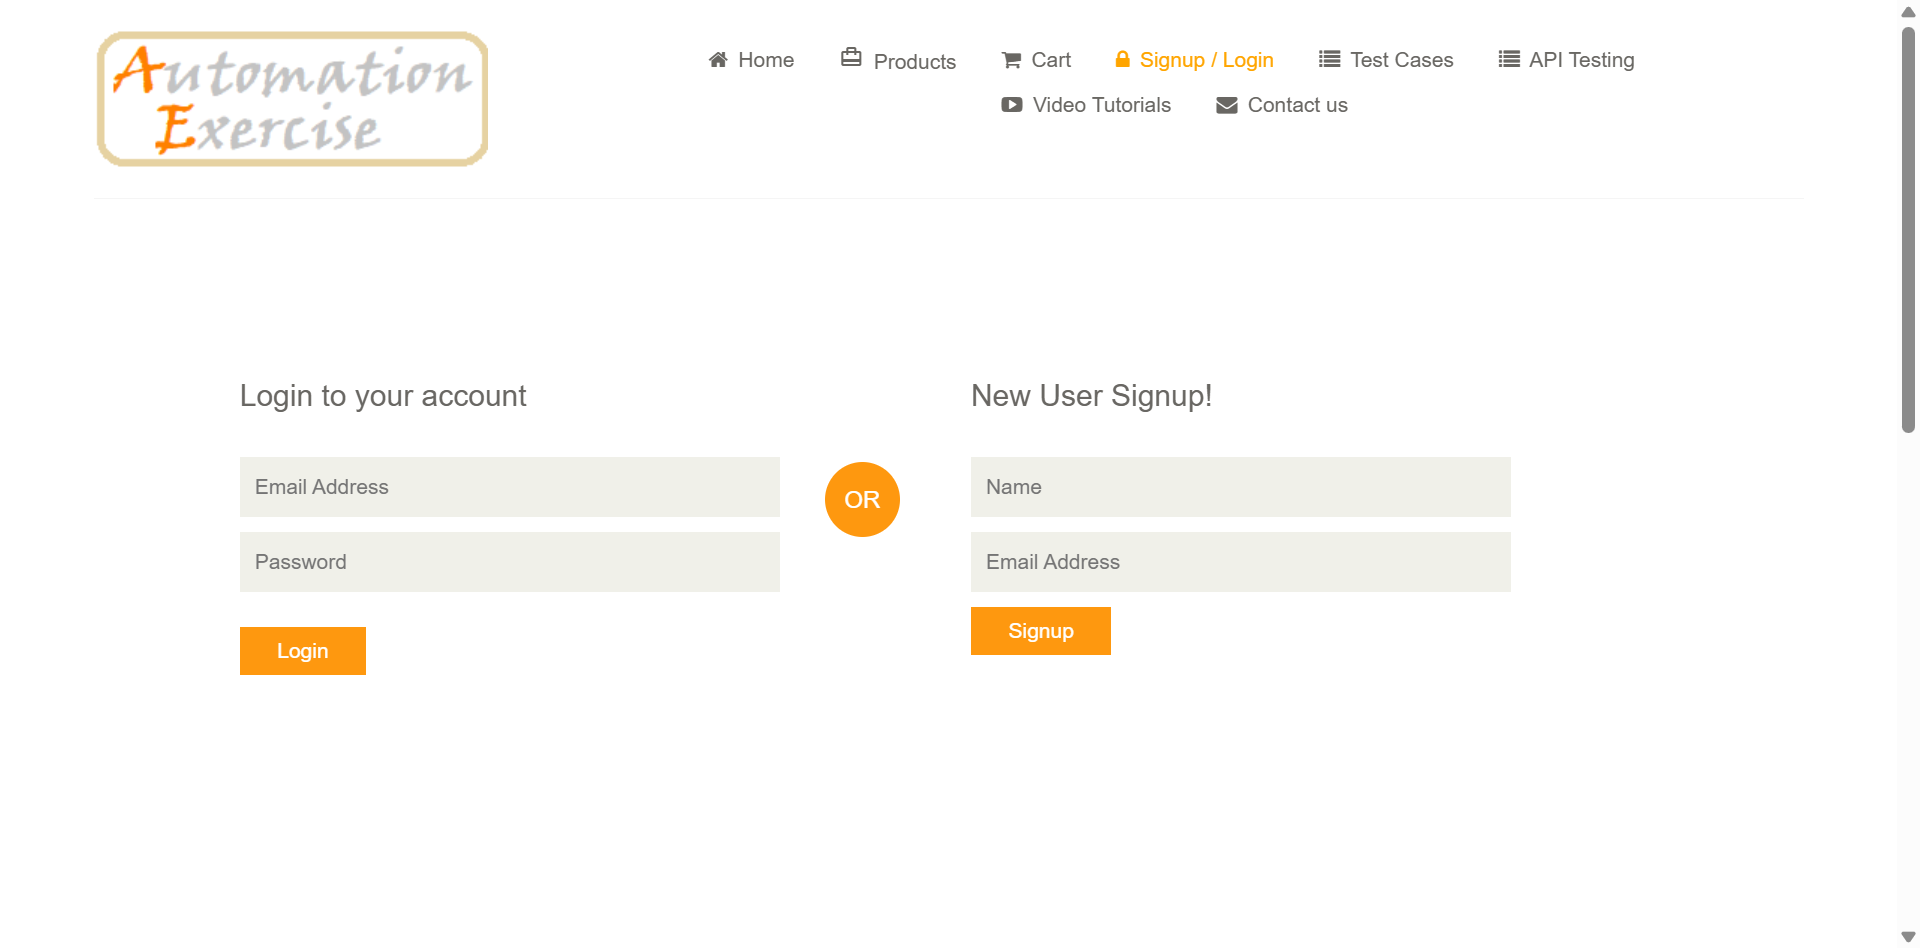 Automation
Exercise
Home Products Cart Signup / Login Test Cases API Testing
Video Tutorials Contact us
Login to your account
Email Address
Password
Login
OR
New User Signup!
Name
Email Address
Signup